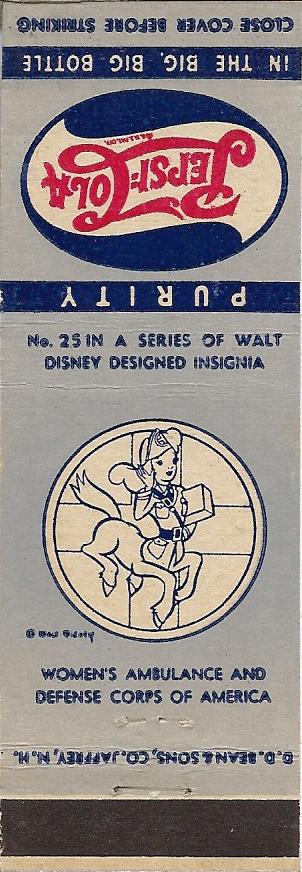 CLOSE COVER BEFORE STRIKING
IN THE BIG, BIG BOTTLE
PEPSI-COLA
PURITY
No. 25 IN A SERIES OF WALT
DISNEY DESIGNED INSIGNIA
© Walt Disney
WOMEN'S AMBULANCE AND
DEFENSE CORPS OF AMERICA
D.D. BEAN & SONS, CO. JAFFREY, N.H.